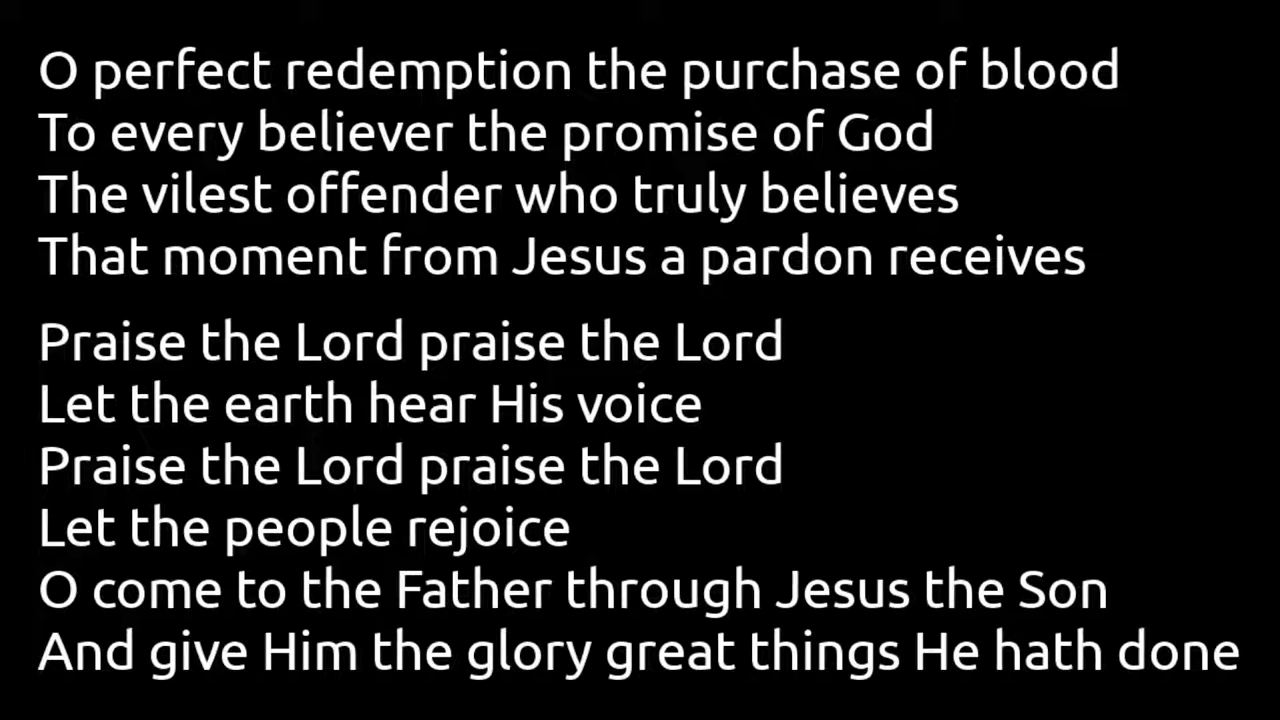 O perfect redemption the purchase of blood
To every believer the promise of God
The vilest offender who truly believes
That moment from Jesus a pardon receives
Praise the Lord praise the Lord
Let the earth hear His voice
Praise the Lord praise the Lord
Let the people rejoice
O come to the Father through Jesus the Son
And give Him the glory great things He hath done